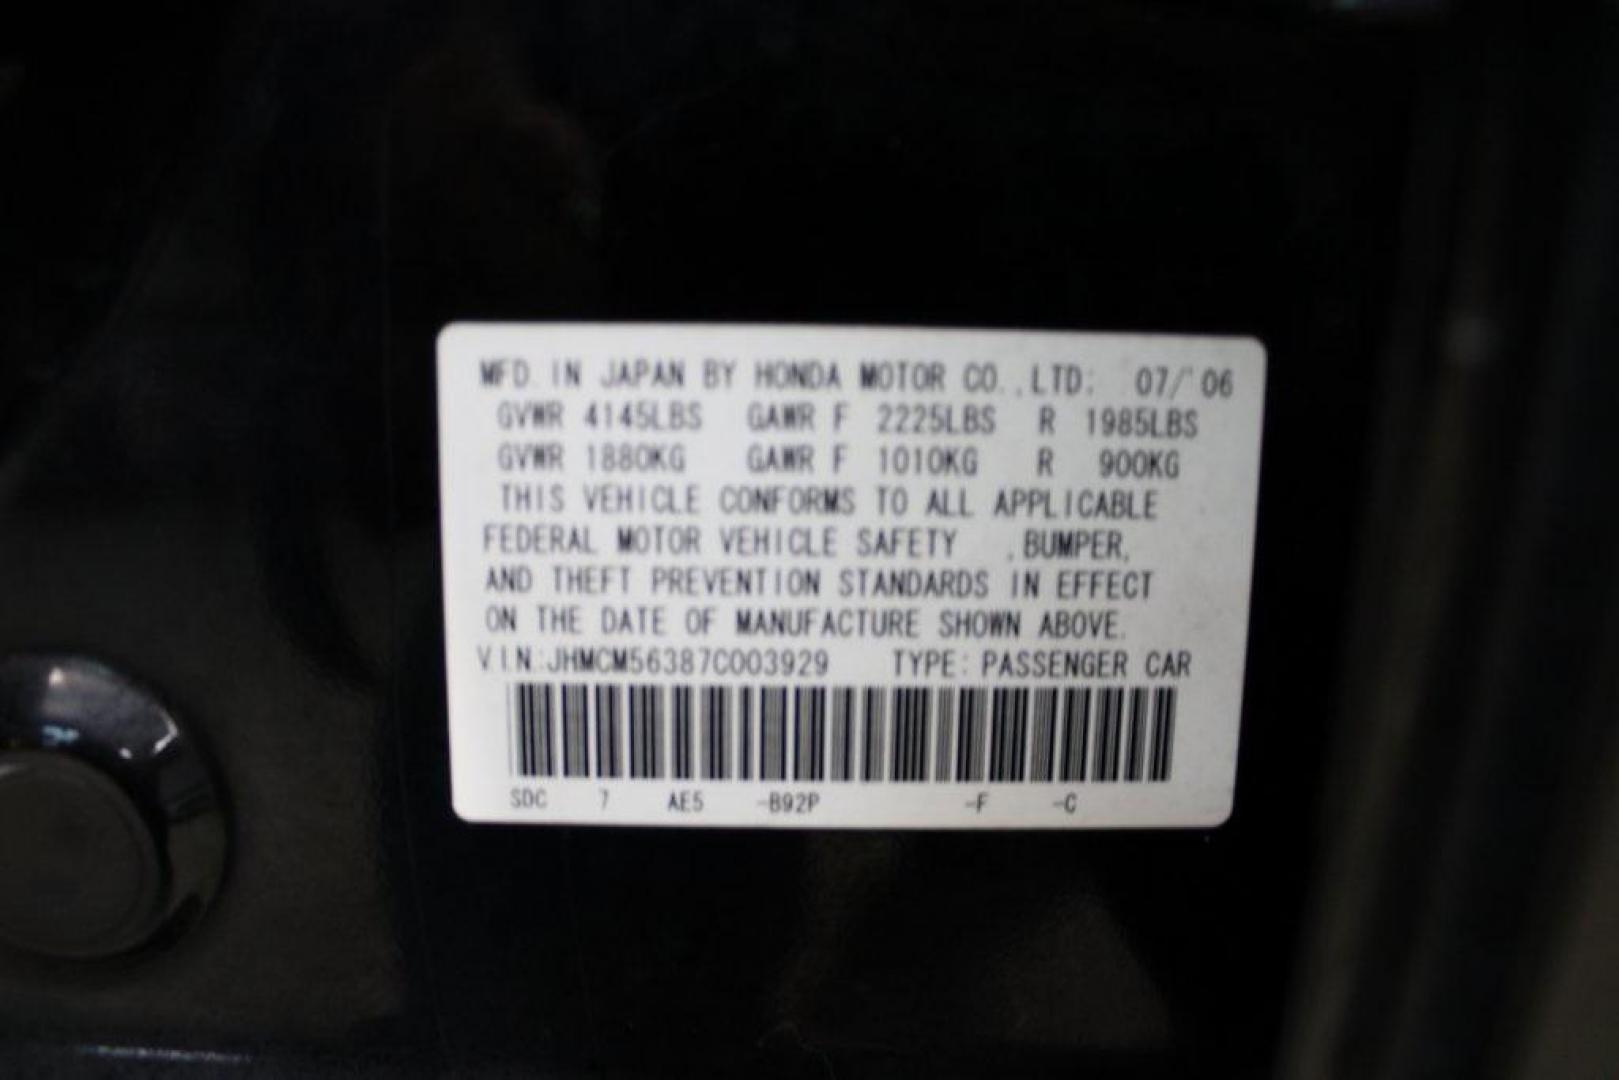 MFD. IN JAPAN BY HONDA MOTOR CO.,LTD: 07/ 06
GVWR 4145LBS GAWR F 2225LBS R 1985LBS
GVWR 1880KG GAWR F 1010KG R 900KG
THIS VEHICLE CONFORMS TO ALL APPLICABLE
FEDERAL MOTOR VEHICLE SAFETY ,BUMPER,
AND THEFT PREVENTION STANDARDS IN EFFECT
ON THE DATE OF MANUFACTURE SHOWN ABOVE.
V.I.N.:JHMCM56387C003929 TYPE: PASSENGER CAR
SDC 7 AE5 -B92P -F -C